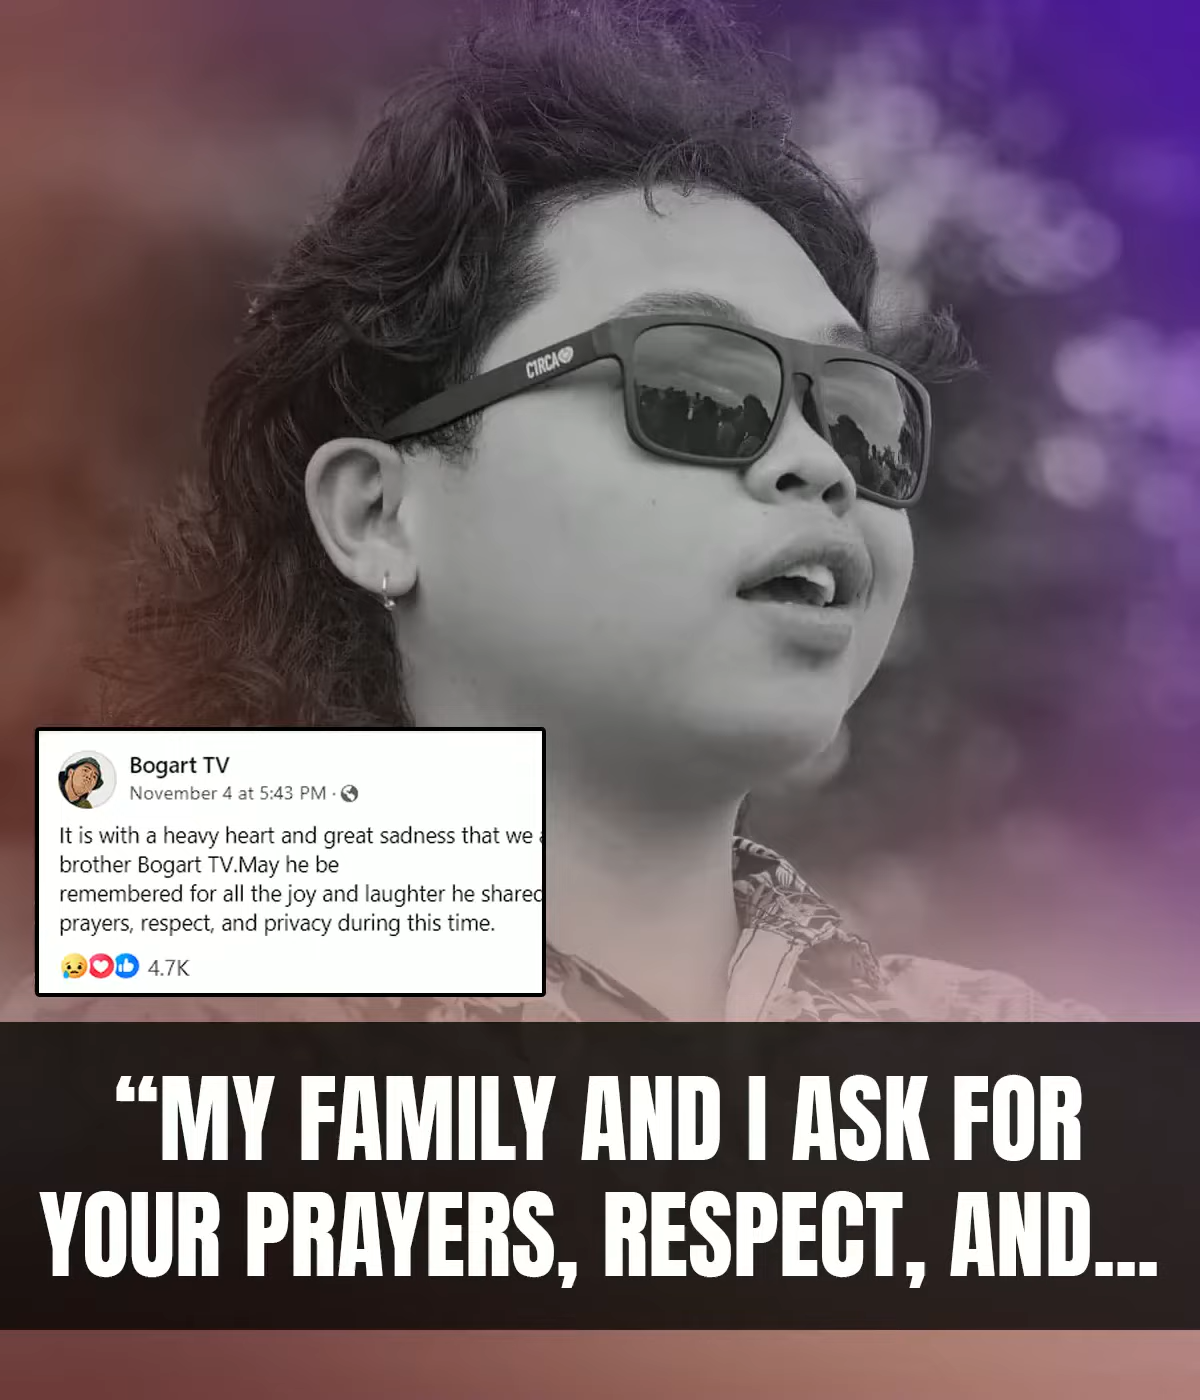 C1RCA
Bogart TV
November 4 at 5:43 PM ·
It is with a heavy heart and great sadness that we
brother Bogart TV.May he be
remembered for all the joy and laughter he shared
prayers, respect, and privacy during this time.
4.7K
“MY FAMILY AND I ASK FOR
YOUR PRAYERS, RESPECT, AND...